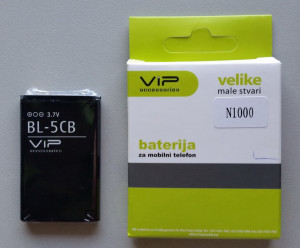 3.7V
BL-5CB
ViP
accessories
ViP
accessories
velike
male stvari
N1000
baterija
za mobilni telefon